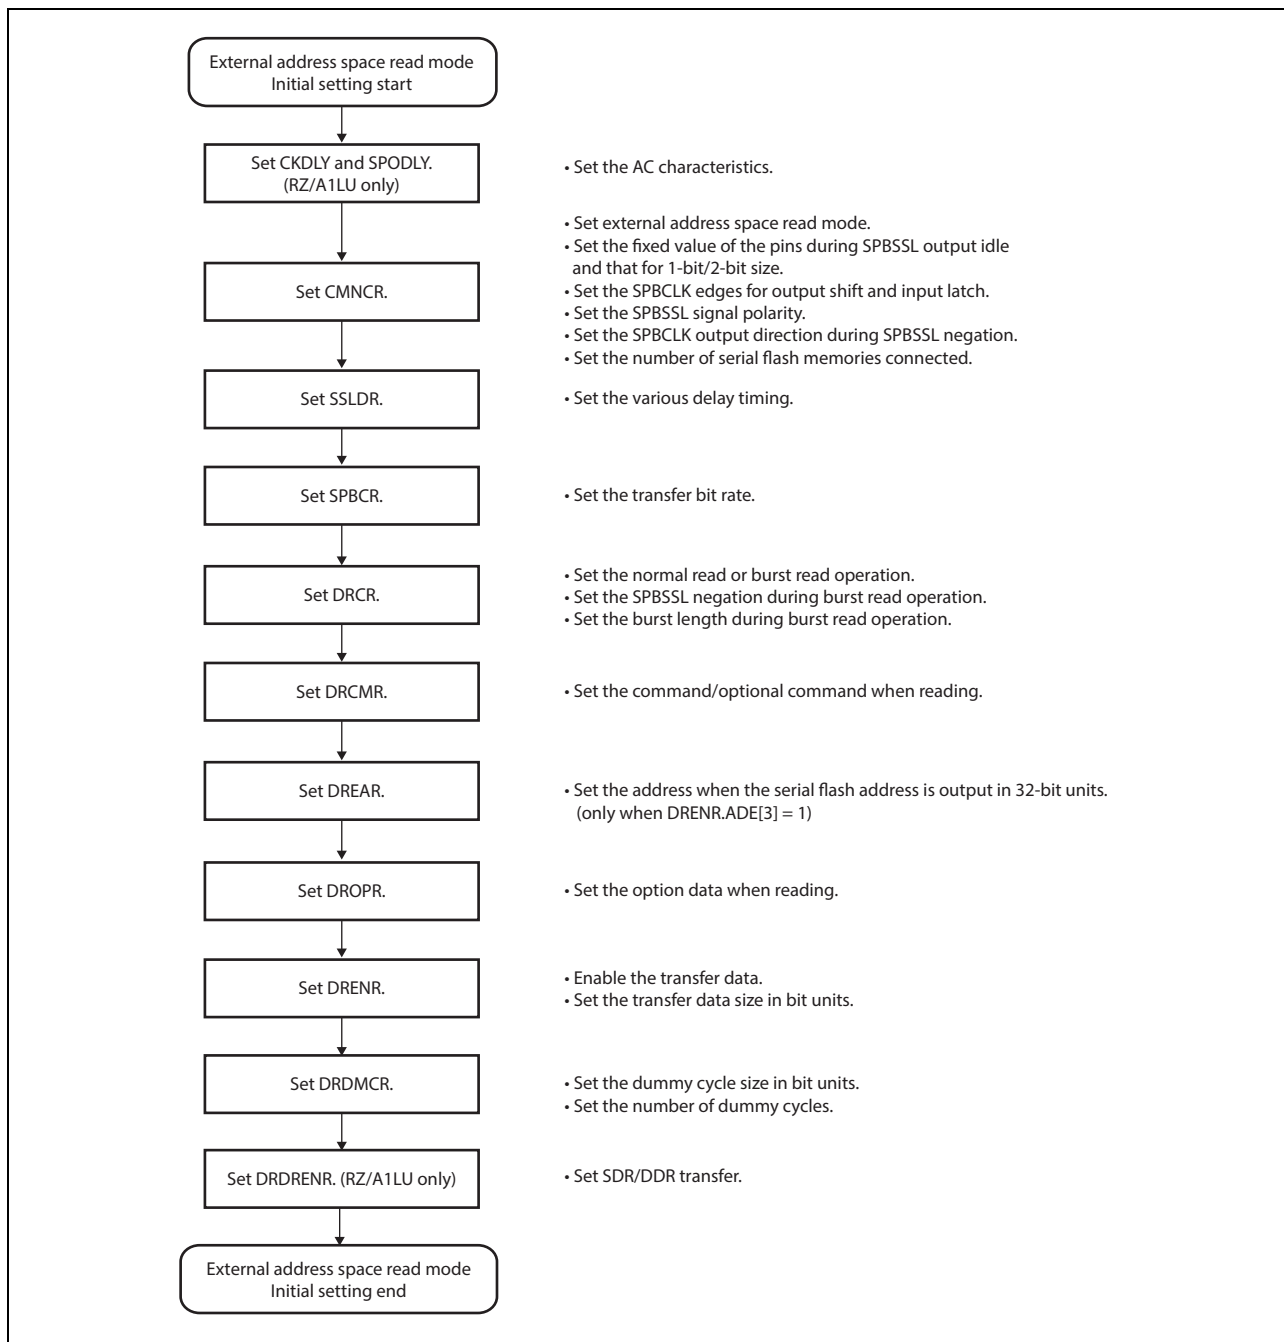 External address space read mode
Initial setting start
Set CKDLY and SPODLY.
(RZ/A1LU only)
• Set the AC characteristics.
Set CMNCR.
• Set external address space read mode.
• Set the fixed value of the pins during SPBSSL output idle
and that for 1-bit/2-bit size.
• Set the SPBCLK edges for output shift and input latch.
• Set the SPBSSL signal polarity.
• Set the SPBCLK output direction during SPBSSL negation.
• Set the number of serial flash memories connected.
Set SSLDR.
• Set the various delay timing.
Set SPBCR.
• Set the transfer bit rate.
Set DRCR.
• Set the normal read or burst read operation.
• Set the SPBSSL negation during burst read operation.
• Set the burst length during burst read operation.
Set DRCMR.
• Set the command/optional command when reading.
Set DREAR.
• Set the address when the serial flash address is output in 32-bit units.
(only when DRENR.ADE[3] = 1)
Set DROPR.
• Set the option data when reading.
Set DRENR.
• Enable the transfer data.
• Set the transfer data size in bit units.
Set DRDMCR.
• Set the dummy cycle size in bit units.
• Set the number of dummy cycles.
Set DRDRENR. (RZ/A1LU only)
• Set SDR/DDR transfer.
External address space read mode
Initial setting end